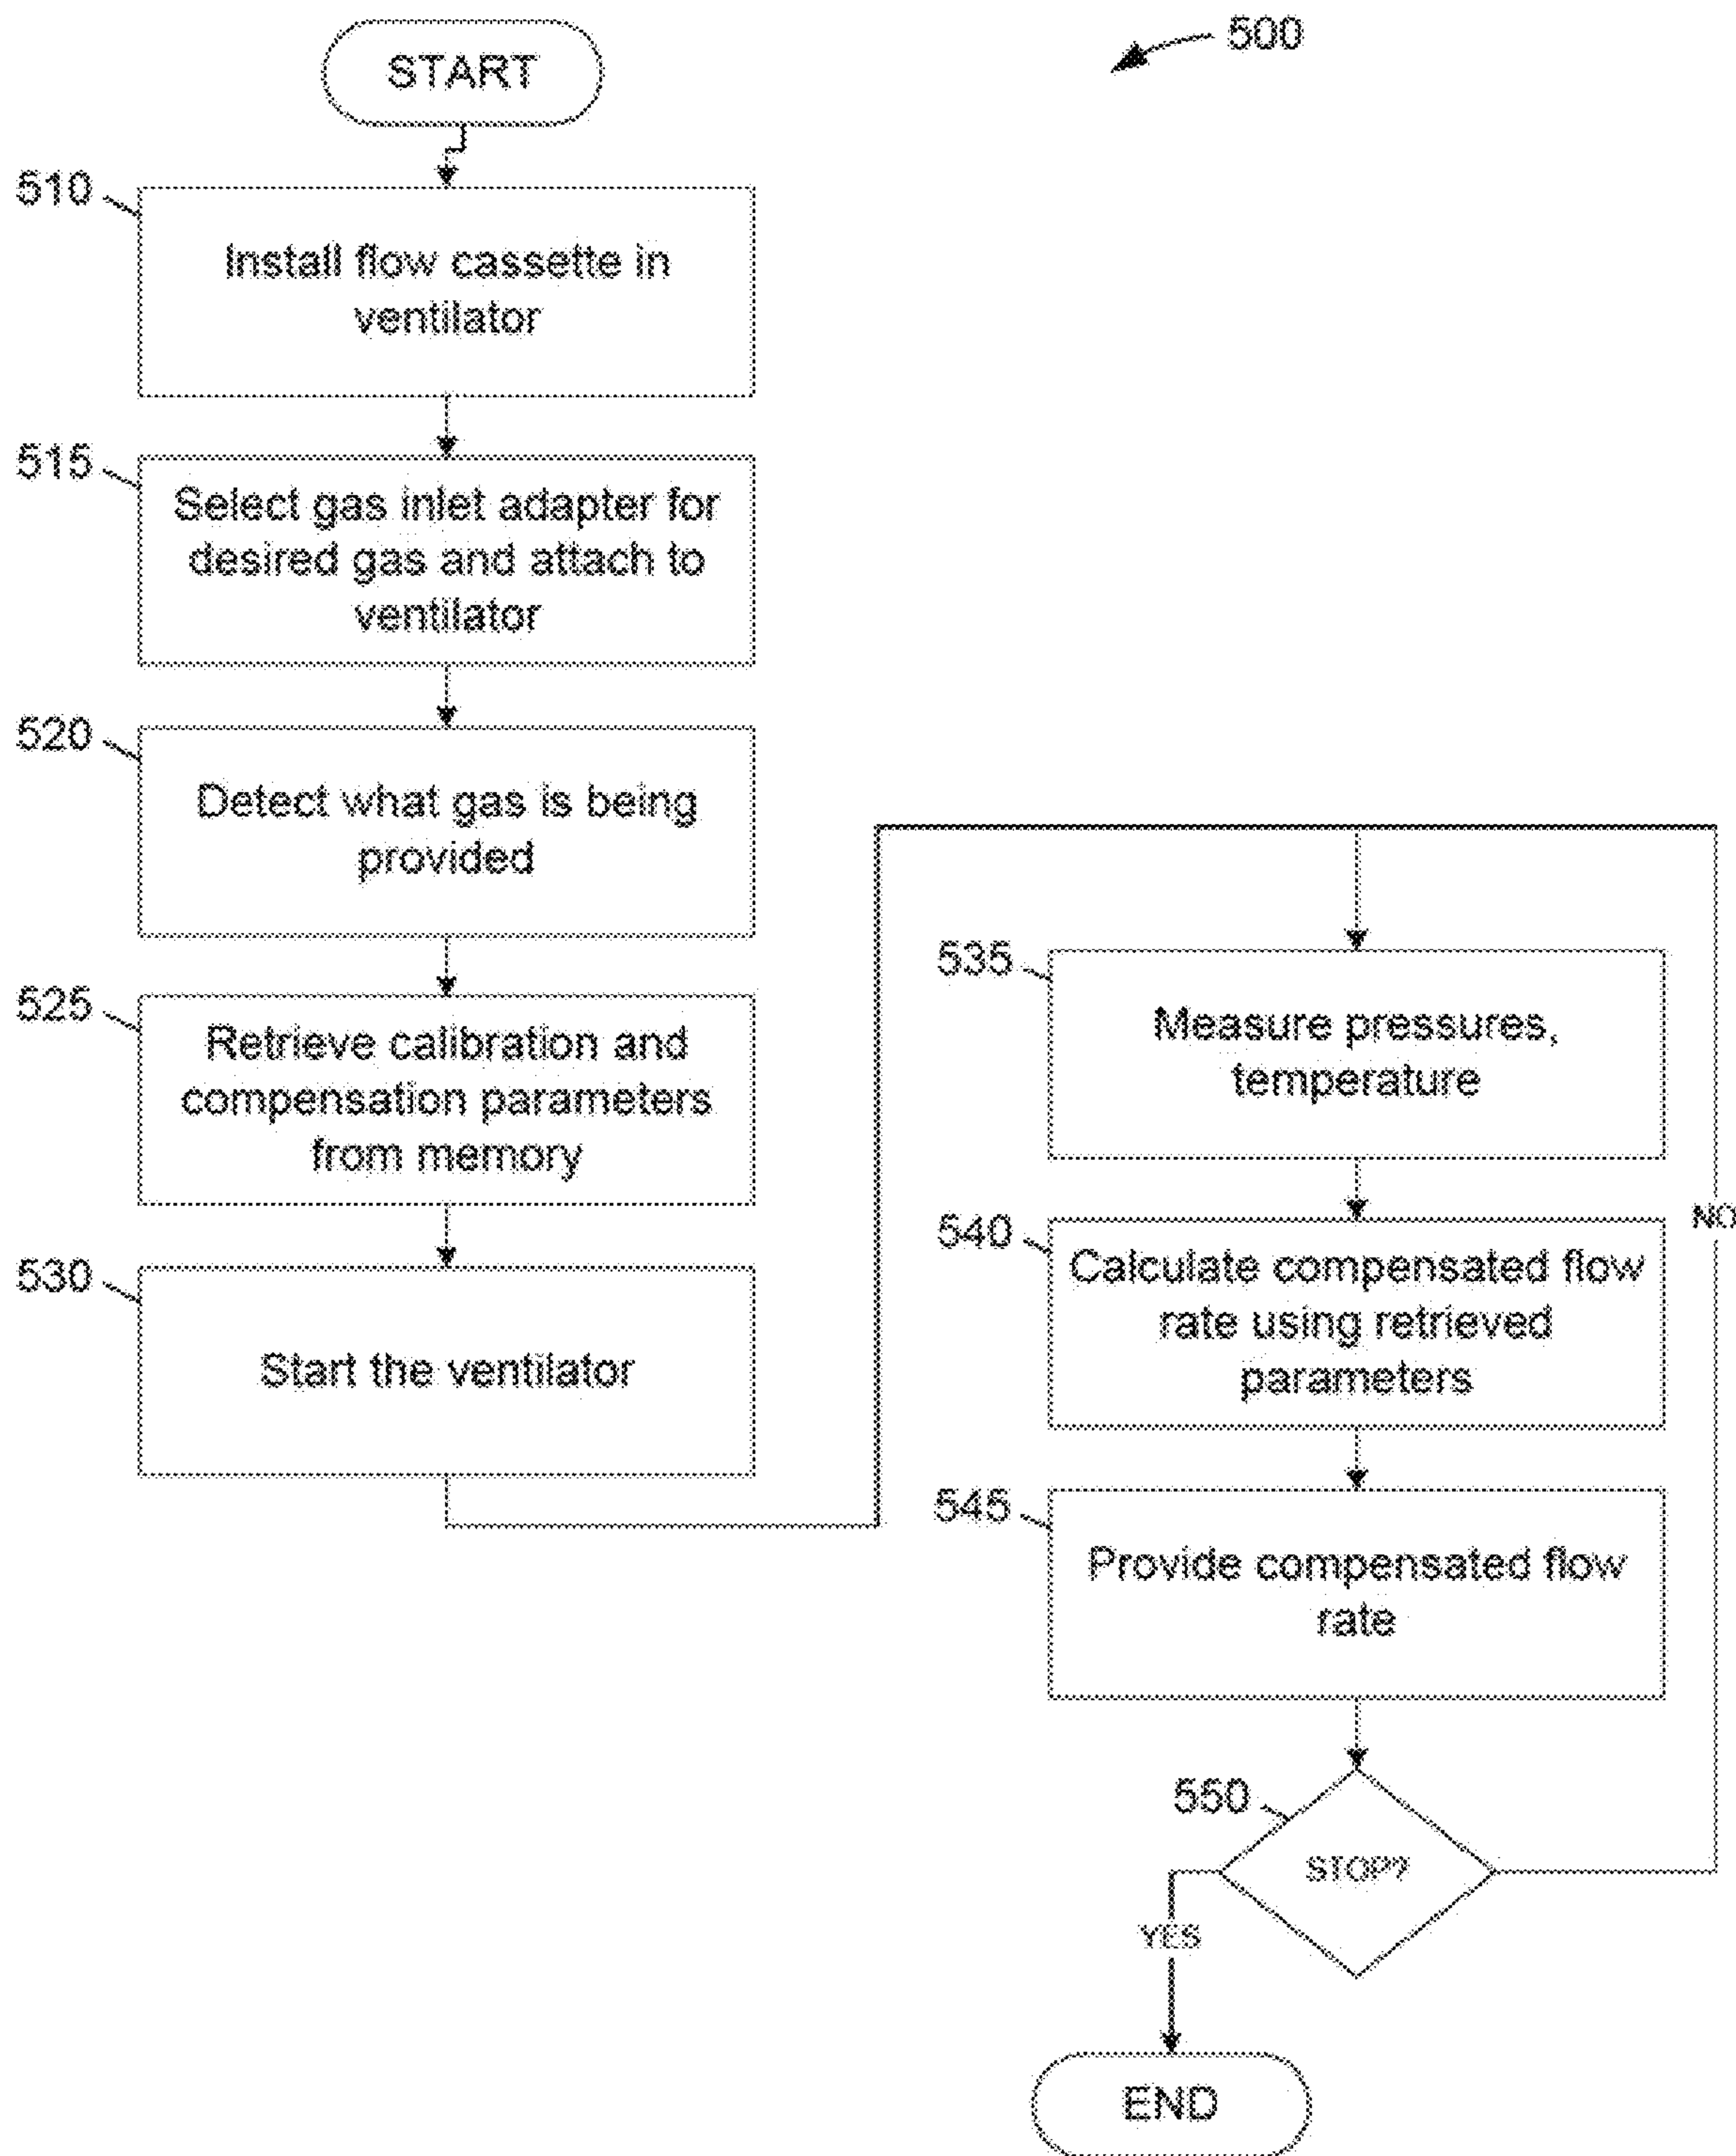 500
START
510
Install flow cassette in
ventilator
515
Select gas inlet adapter for
desired gas and attach to
ventilator
520
Detect what gas is being
provided
525
Retrieve calibration and
compensation parameters
from memory
530
Start the ventilator
535
Measure pressures,
temperature
540
Calculate compensated flow
rate using retrieved
parameters
NO
545
Provide compensated flow
rate
550
STOP?
YES
END